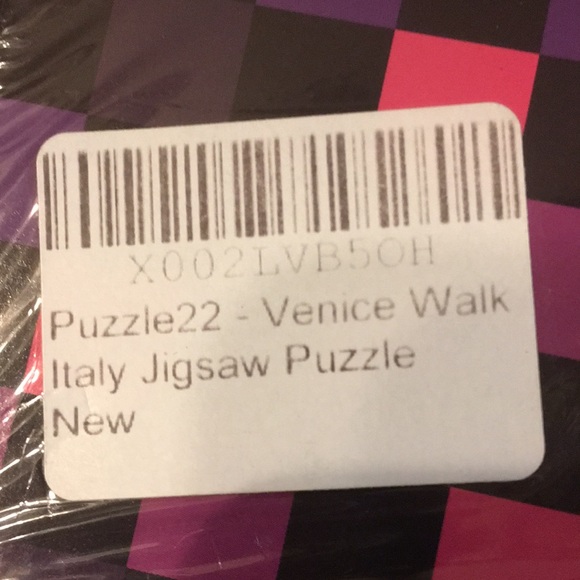 X002LVB5OH
Puzzle22 - Venice Walk
Italy Jigsaw Puzzle
New